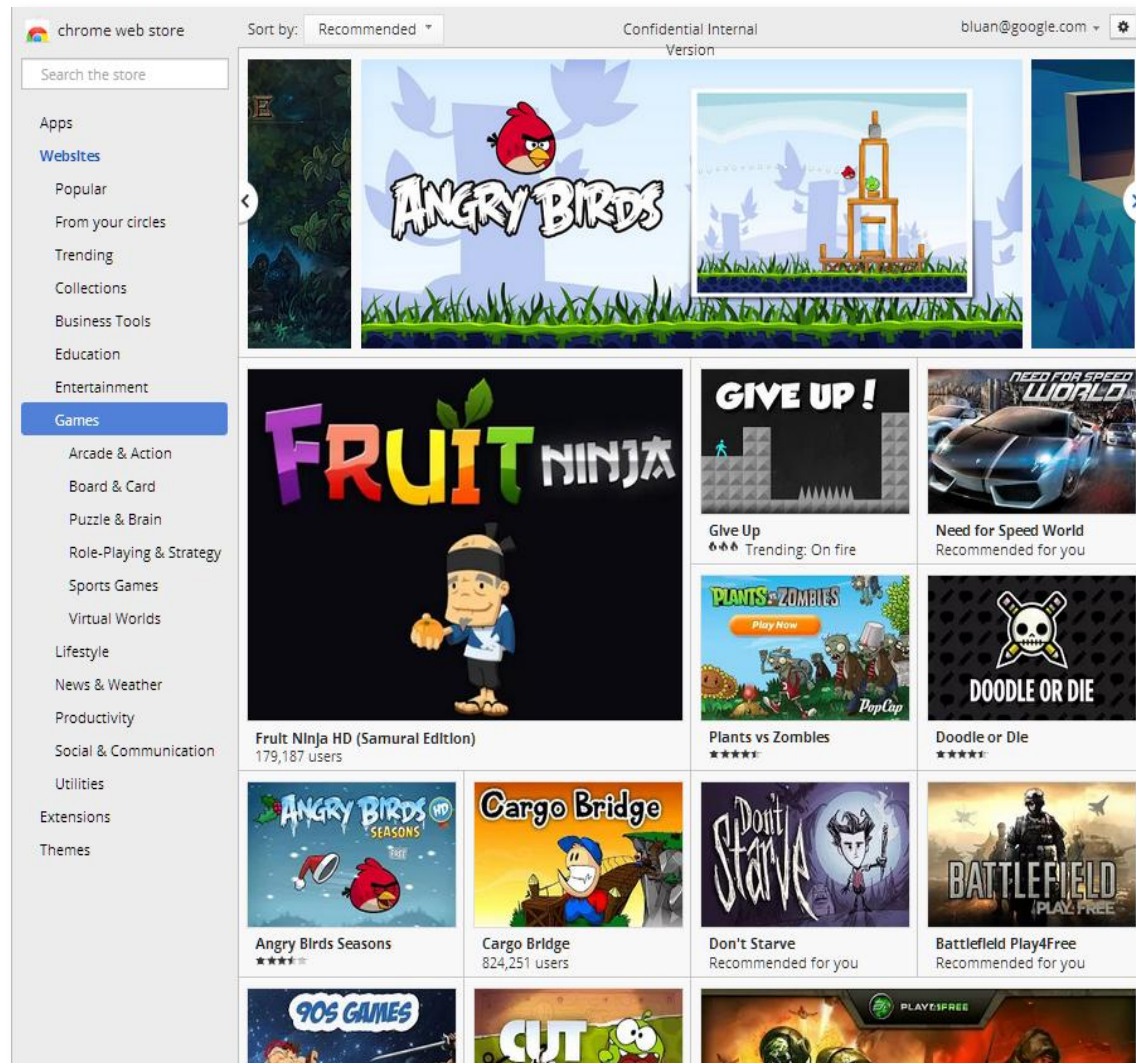 chrome web store
Sort by: Recommended
Confidential Internal
Version
bluan@google.com
Search the store
Apps
Websites
Popular
From your circles
Trending
Collections
Business Tools
Education
Entertainment
Games
Arcade & Action
Board & Card
Puzzle & Brain
Role-Playing & Strategy
Sports Games
Virtual Worlds
Lifestyle
News & Weather
Productivity
Social & Communication
Utilities
Extensions
Themes
ANGRY BIRDS
FRUIT NINJA
Fruit Ninja HD (Samurai Edition)
179,187 users
GIVE UP!
Give Up
Trending: On fire
NEED FOR SPEED
WORLD
Need for Speed World
Recommended for you
PLANTS vs. ZOMBIES
Play Now
PopCap
Plants vs Zombies
DOODLE OR DIE
Doodle or Die
ANGRY BIRDS HD
SEASONS
FREE
Angry Birds Seasons
Cargo Bridge
Cargo Bridge
824,251 users
Don't
Starve
Don't Starve
Recommended for you
BATTLEFIELD
PLAY4FREE
Battlefield Play4Free
Recommended for you
90S GAMES
CUT
PLAY4FREE